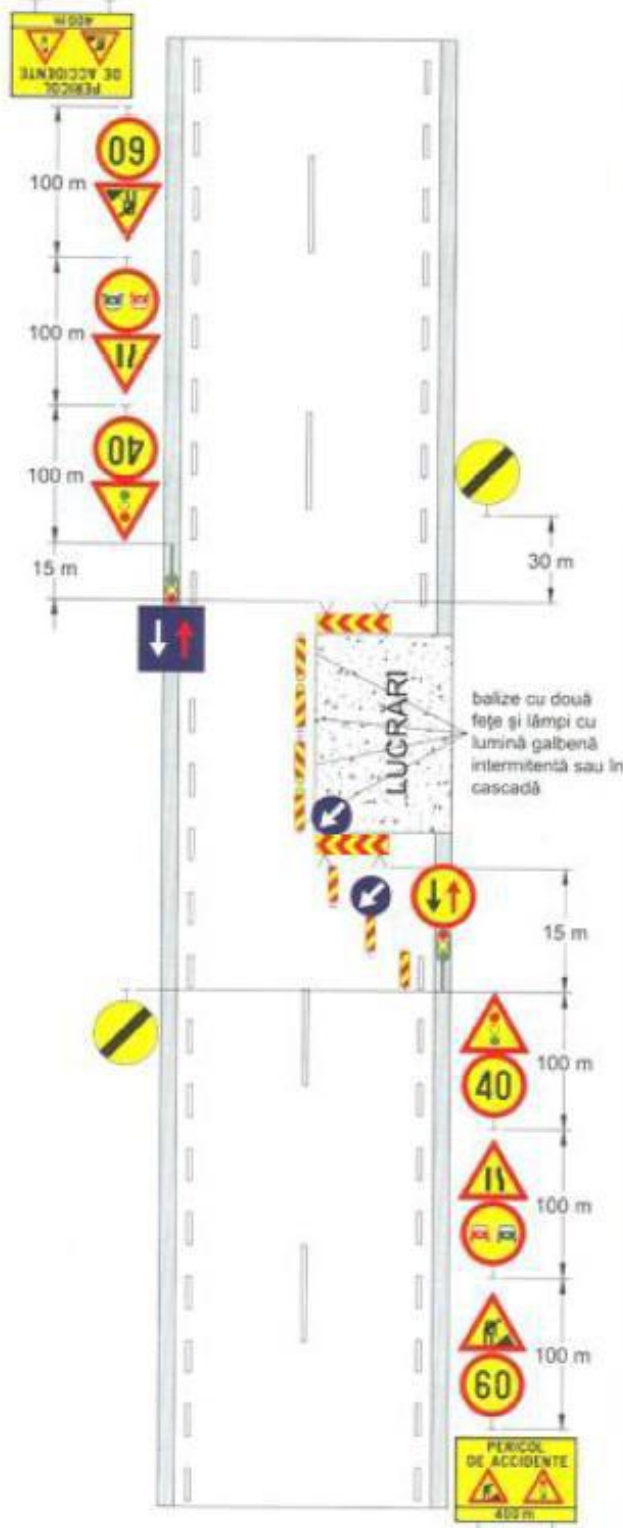 400 m
PERICOL
DE ACCIDENTE
60
100 m
100 m
40
100 m
15 m
30 m
LUCRĂRI
balize cu două
fețe și lămpi cu
lumină galbenă
intermitentă sau în
cascadă
15 m
40
100 m
100 m
60
100 m
PERICOL
DE ACCIDENTE
400 m